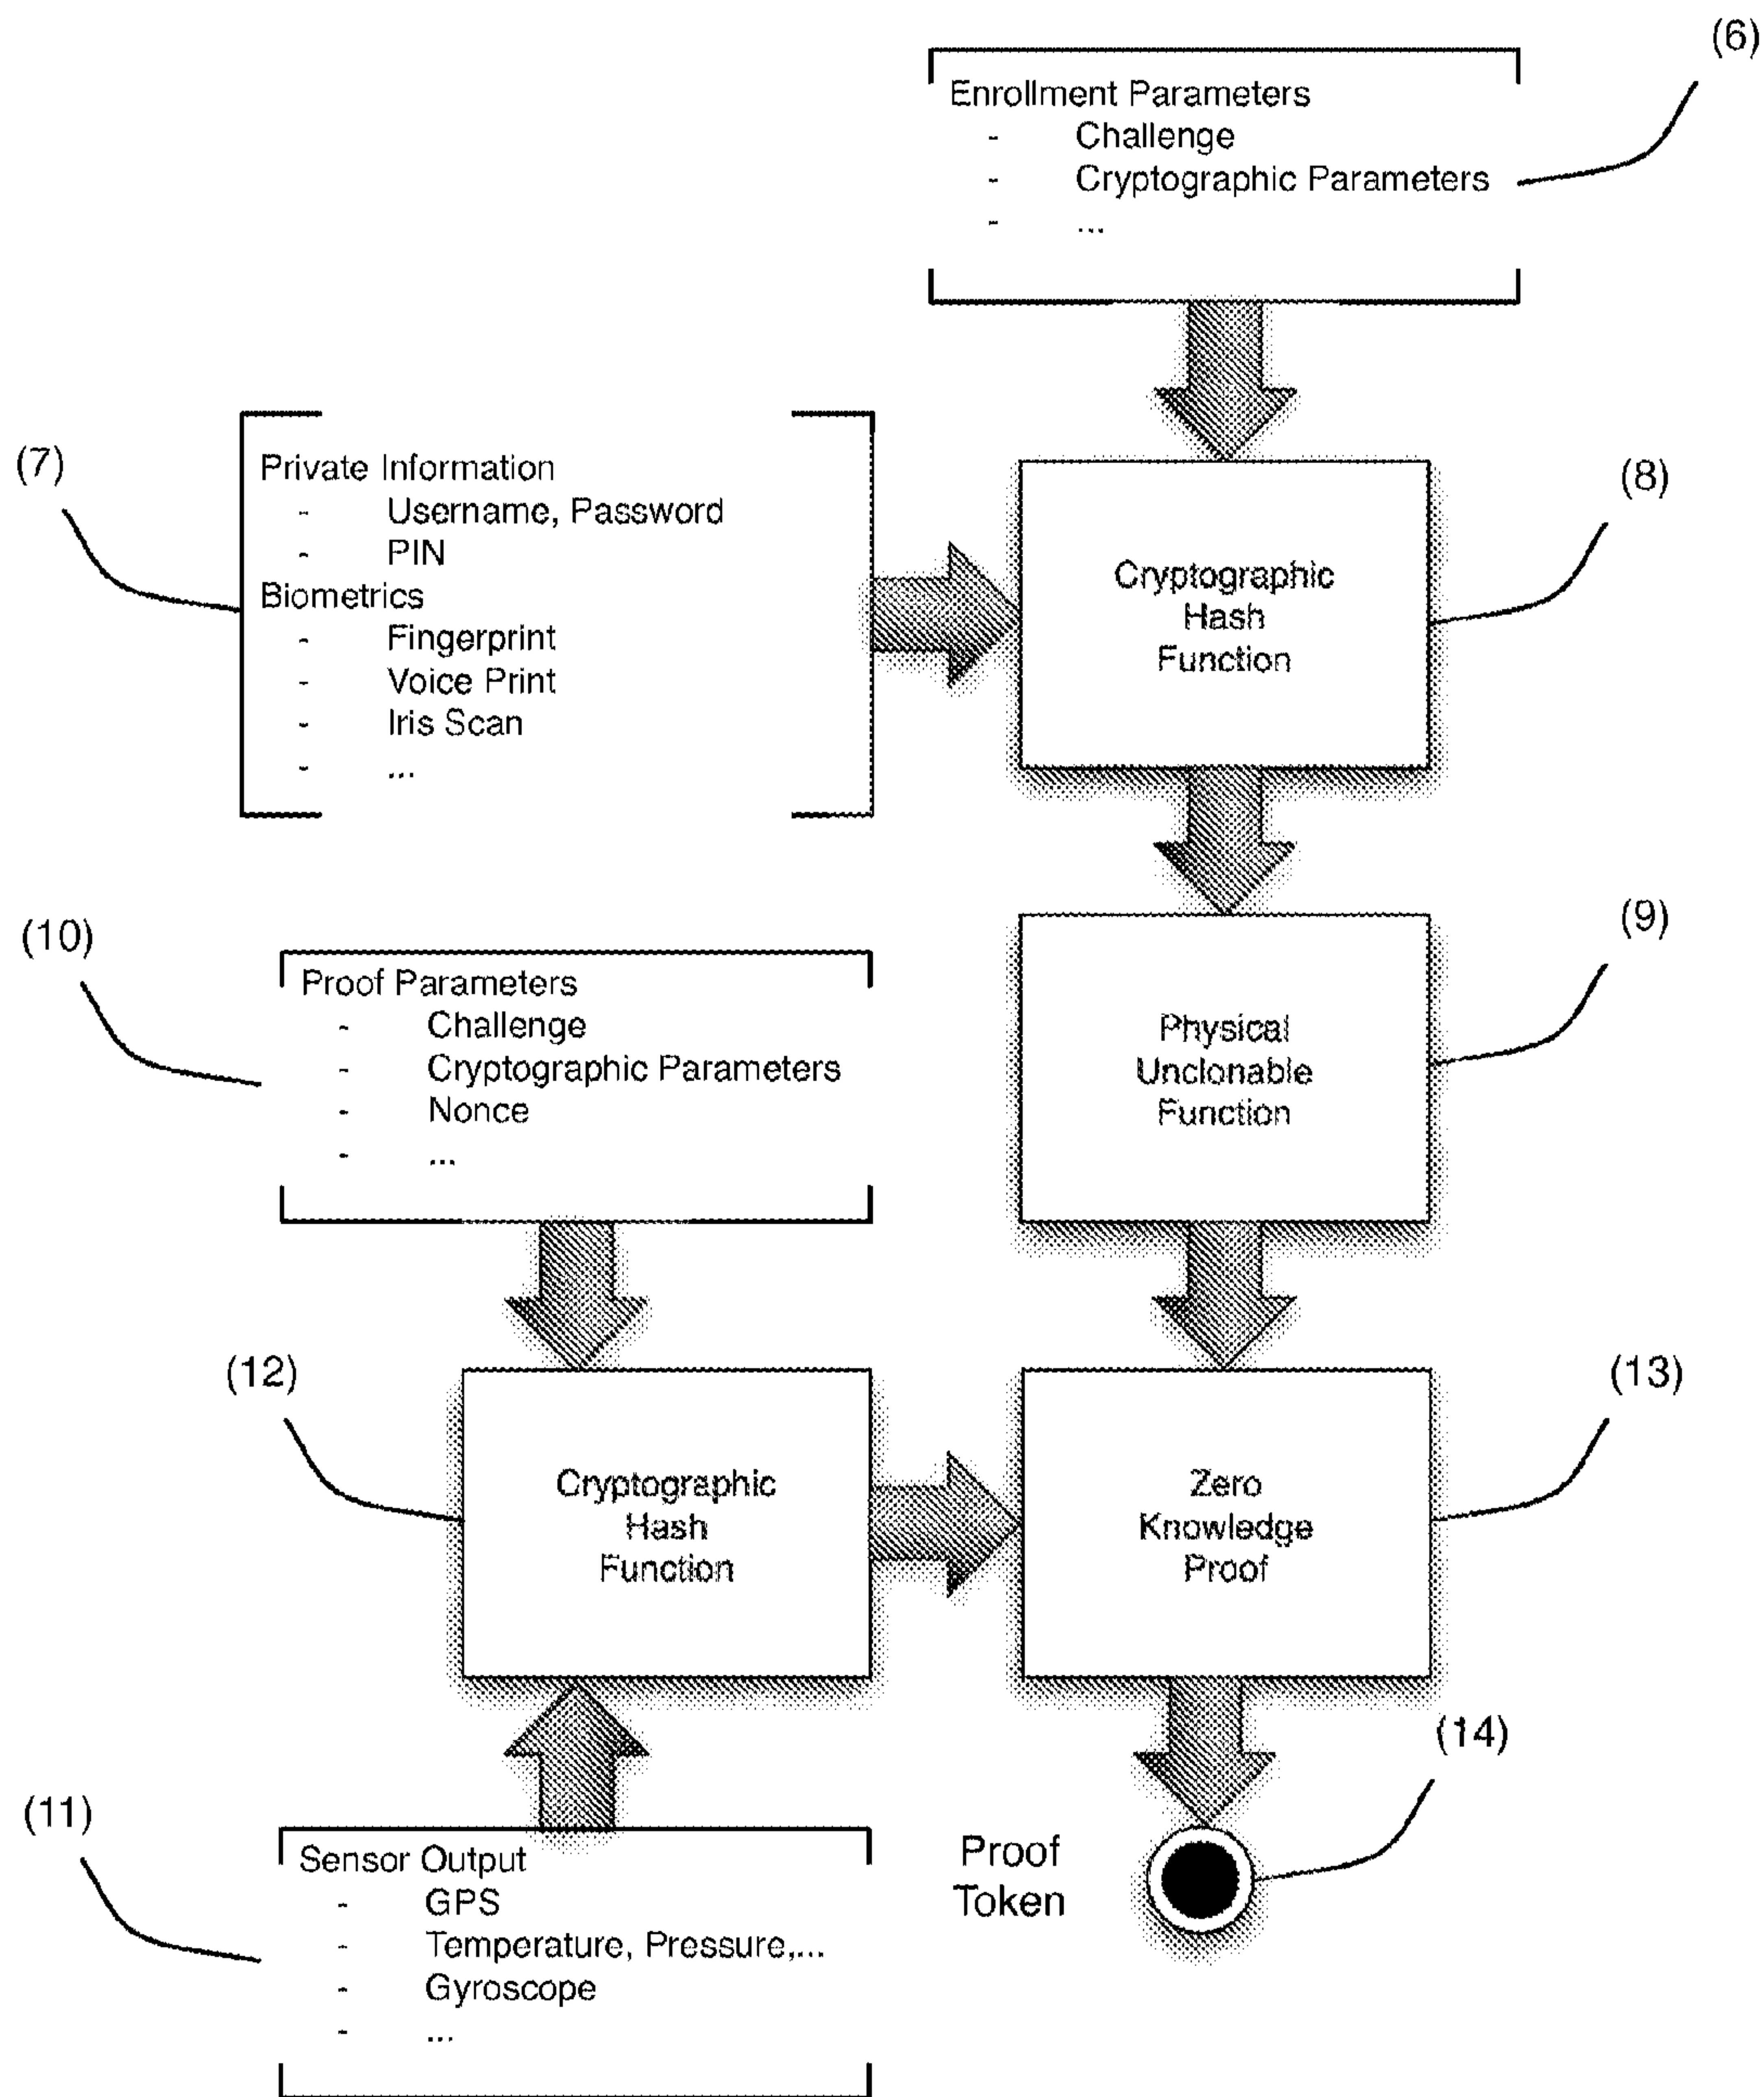 (6)
Enrollment Parameters
- Challenge
- Cryptographic Parameters
- ...
(7)
Private Information
- Username, Password
- PIN
Biometrics
- Fingerprint
- Voice Print
- Iris Scan
- ...
(8)
Cryptographic
Hash
Function
(9)
Physical
Unclonable
Function
(10)
Proof Parameters
- Challenge
- Cryptographic Parameters
- Nonce
- ...
(12)
Cryptographic
Hash
Function
(13)
Zero
Knowledge
Proof
(14)
Proof
Token
(11)
Sensor Output
- GPS
- Temperature, Pressure,...
- Gyroscope
- ...